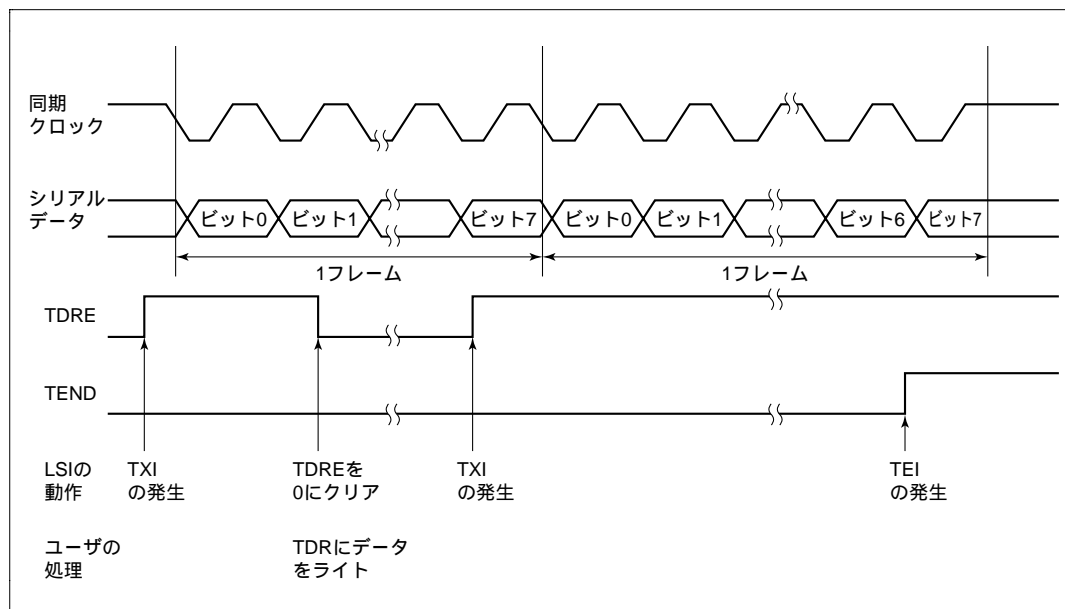 同期
クロック
シリアル
データ
ビット0
ビット1
ビット7
ビット0
ビット1
ビット6
ビット7
1フレーム
1フレーム
TDRE
TEND
LSIの
動作
TXI
の発生
TDREを
0にクリア
TXI
の発生
TEI
の発生
ユーザの
処理
TDRにデータ
をライト